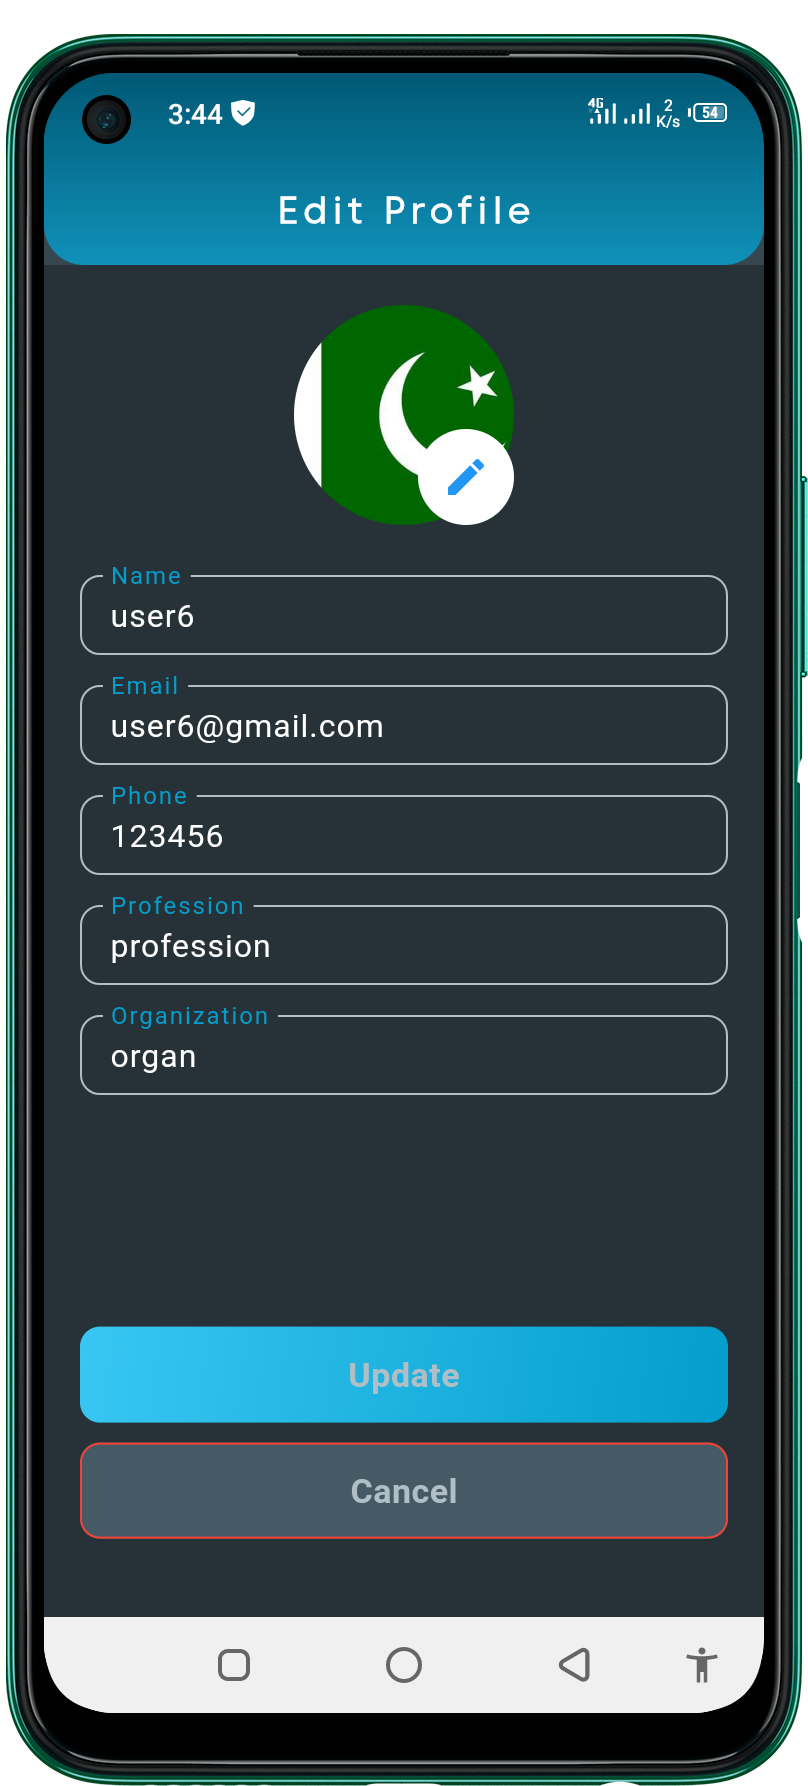 3:44
4G
2
K/s
54
Edit Profile
Name
user6
Email
user6@gmail.com
Phone
123456
Profession
profession
Organization
organ
Update
Cancel